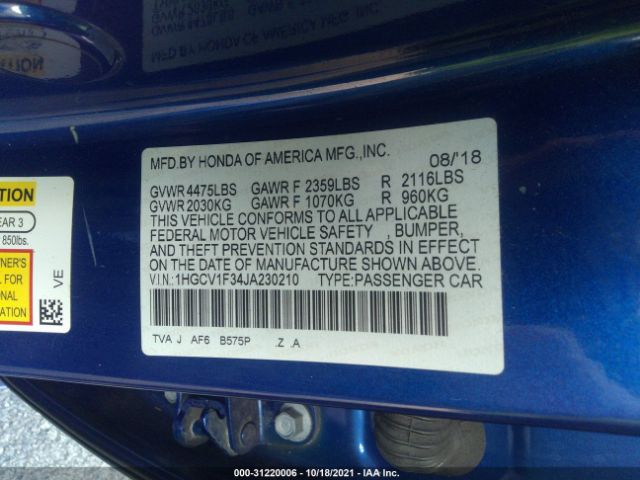 MFD.BY HONDA OF AMERICA MFG.,INC. 08/'18
GVWR 4475LBS GAWR F 2359LBS R 2116LBS
GVWR 2030KG GAWR F 1070KG R 960KG
THIS VEHICLE CONFORMS TO ALL APPLICABLE
FEDERAL MOTOR VEHICLE SAFETY , BUMPER,
AND THEFT PREVENTION STANDARDS IN EFFECT
ON THE DATE OF MANUFACTURE SHOWN ABOVE.
V.I.N.:1HGCV1F34JA230210 TYPE:PASSENGER CAR
TVA J AF6 B575P .Z .A
EAR 3
850lbs.
NER'S
L FOR
ONAL
ATION
VE
000-31220006 - 10/18/2021 - IAA Inc.